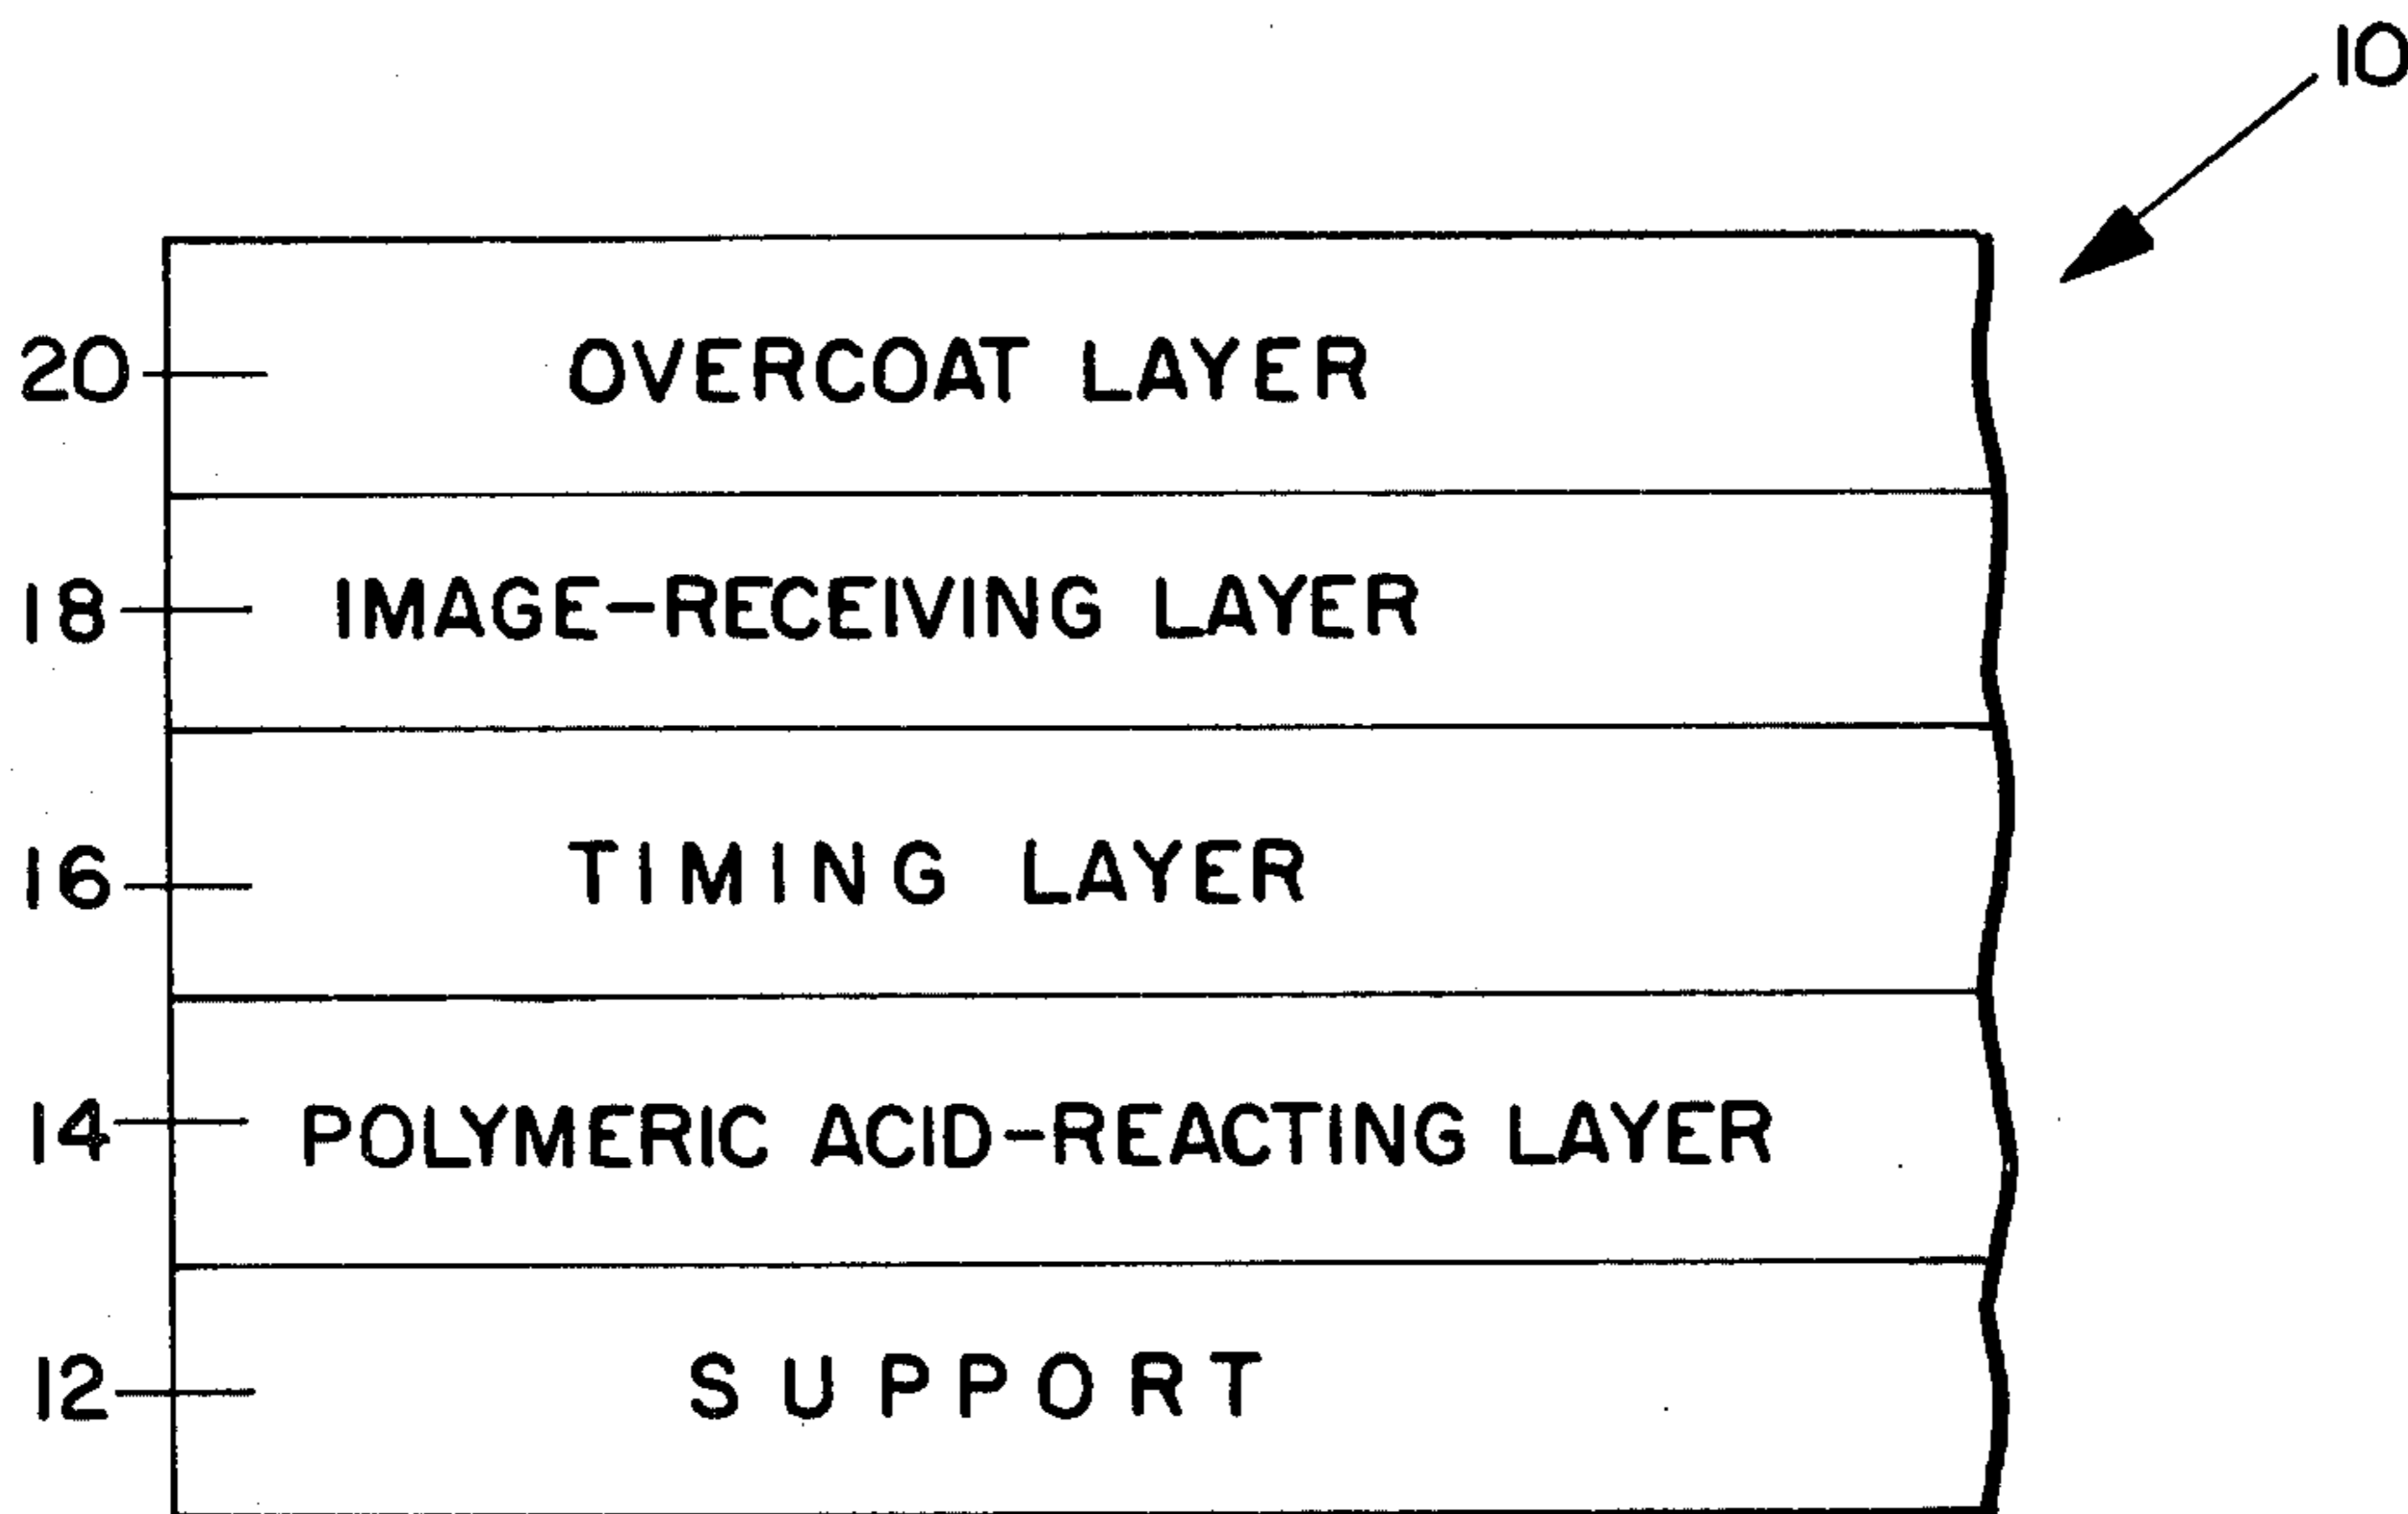 10
20 OVERCOAT LAYER
18 IMAGE-RECEIVING LAYER
16 TIMING LAYER
14 POLYMERIC ACID-REACTING LAYER
12 SUPPORT